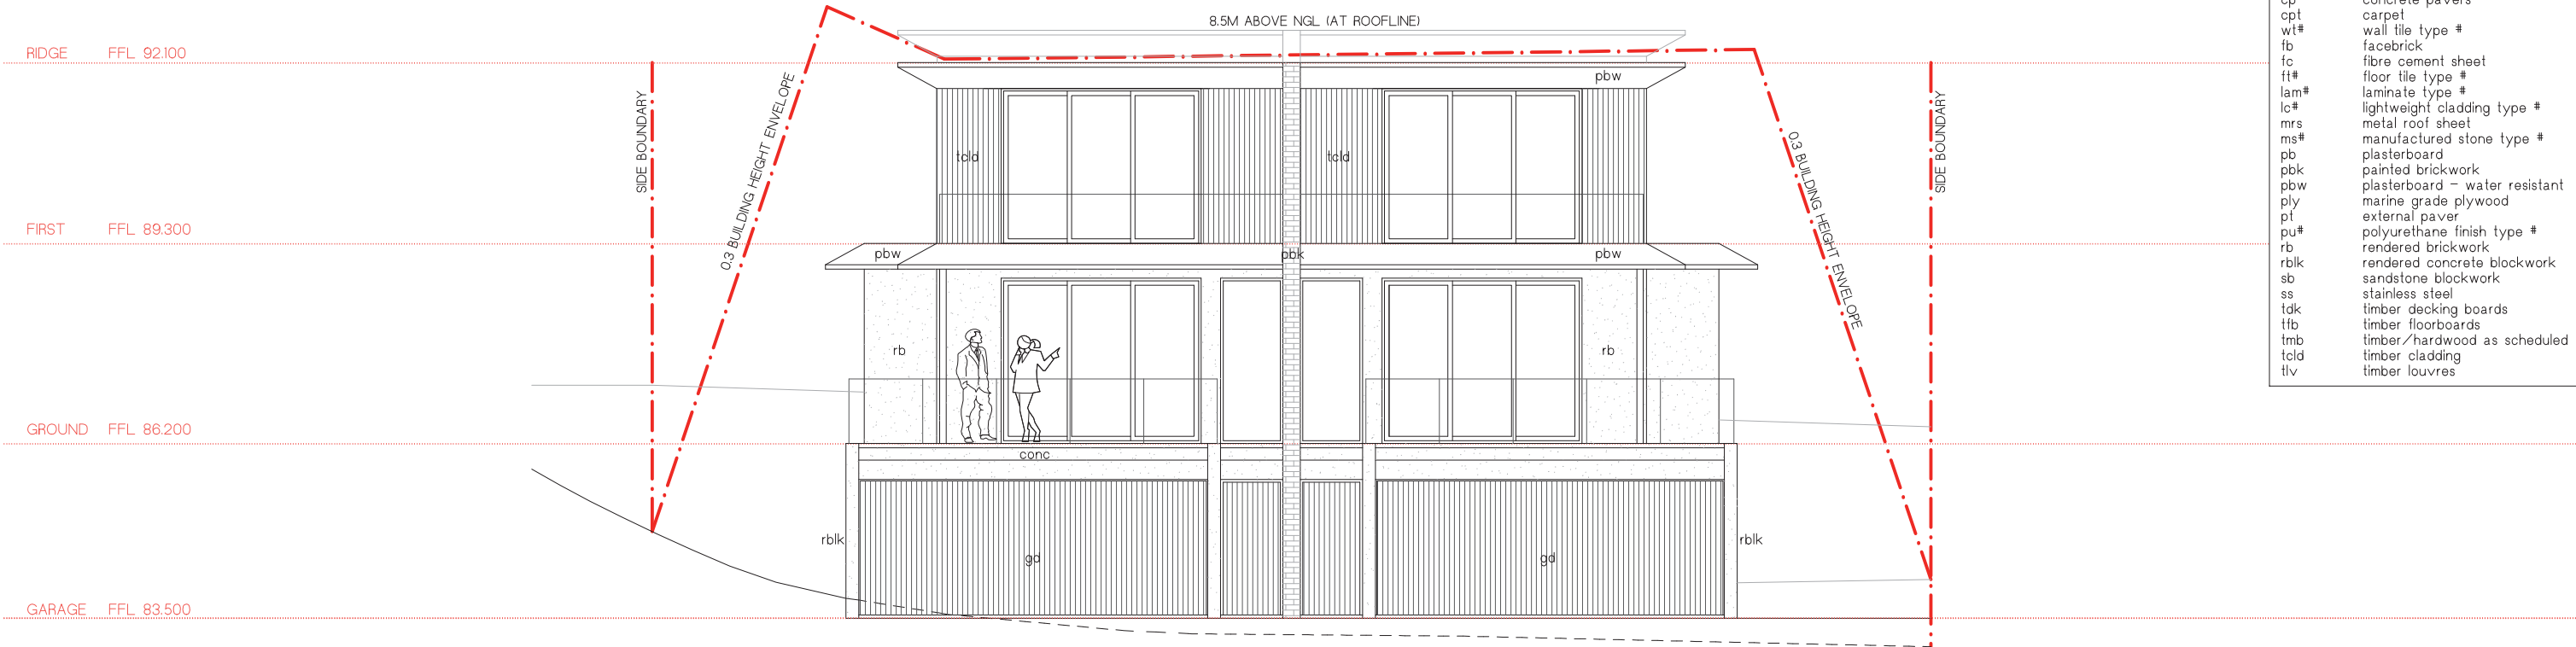 8.5M ABOVE NGL (AT ROOFLINE)
RIDGE FFL 92.100
pbw
SIDE BOUNDARY
0.3 BUILDING HEIGHT ENVELOPE
tcld
tcld
0.3 BUILDING HEIGHT ENVELOPE
SIDE BOUNDARY
FIRST FFL 89.300
pbw
pbk
pbw
rb
rb
GROUND FFL 86.200
conc
rblk
rblk
gd
gd
GARAGE FFL 83.500
cp concrete pavers
cpt carpet
wt# wall tile type #
fb facebrick
fc fibre cement sheet
ft# floor tile type #
lam# laminate type #
lc# lightweight cladding type #
mrs metal roof sheet
ms# manufactured stone type #
pb plasterboard
pbk painted brickwork
pbw plasterboard - water resistant
ply marine grade plywood
pt external paver
pu# polyurethane finish type #
rb rendered brickwork
rblk rendered concrete blockwork
sb sandstone blockwork
ss stainless steel
tdk timber decking boards
tfb timber floorboards
tmb timber/hardwood as scheduled
tcld timber cladding
tlv timber louvres